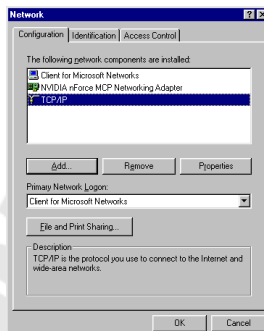 Network
Configuration Identification Access Control
The following network components are installed:
Client for Microsoft Networks
NVIDIA nForce MCP Networking Adapter
TCP/IP
Add...
Remove
Properties
Primary Network Logon:
Client for Microsoft Networks
File and Print Sharing...
Description
TCP/IP is the protocol you use to connect to the Internet and
wide-area networks.
OK
Cancel